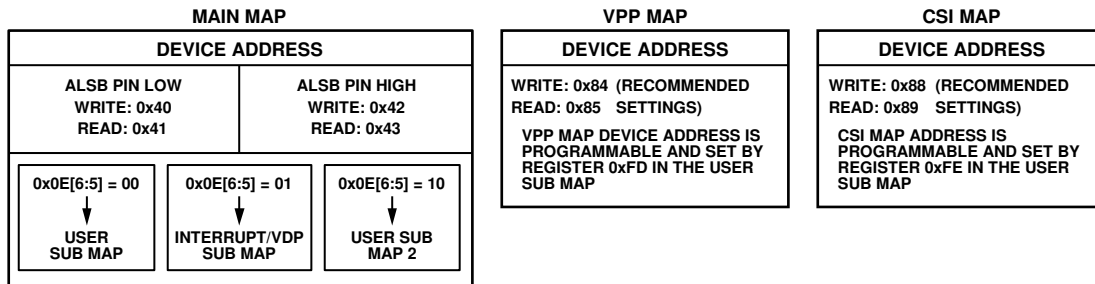 MAIN MAP
DEVICE ADDRESS
ALSB PIN LOW
WRITE: 0x40
READ: 0x41
ALSB PIN HIGH
WRITE: 0x42
READ: 0x43
0x0E[6:5] = 00
USER
SUB MAP
0x0E[6:5] = 01
INTERRUPT/VDP
SUB MAP
0x0E[6:5] = 10
USER SUB
MAP 2
VPP MAP
DEVICE ADDRESS
WRITE: 0x84 (RECOMMENDED
READ: 0x85 SETTINGS)
VPP MAP DEVICE ADDRESS IS
PROGRAMMABLE AND SET BY
REGISTER 0xFD IN THE USER
SUB MAP
CSI MAP
DEVICE ADDRESS
WRITE: 0x88 (RECOMMENDED
READ: 0x89 SETTINGS)
CSI MAP ADDRESS IS
PROGRAMMABLE AND SET BY
REGISTER 0xFE IN THE USER
SUB MAP